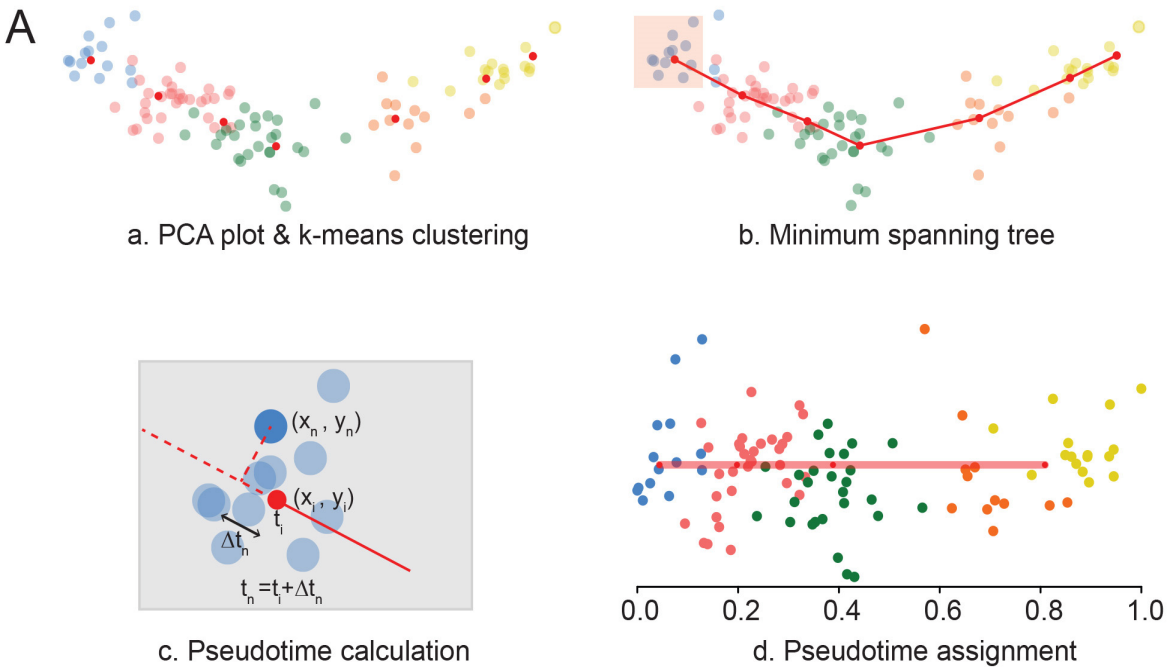 A
a. PCA plot & k-means clustering
b. Minimum spanning tree
(xn , yn)
(xi , yi)
ti
Δtn
tn =ti+Δtn
c. Pseudotime calculation
0.0 0.2 0.4 0.6 0.8 1.0
d. Pseudotime assignment